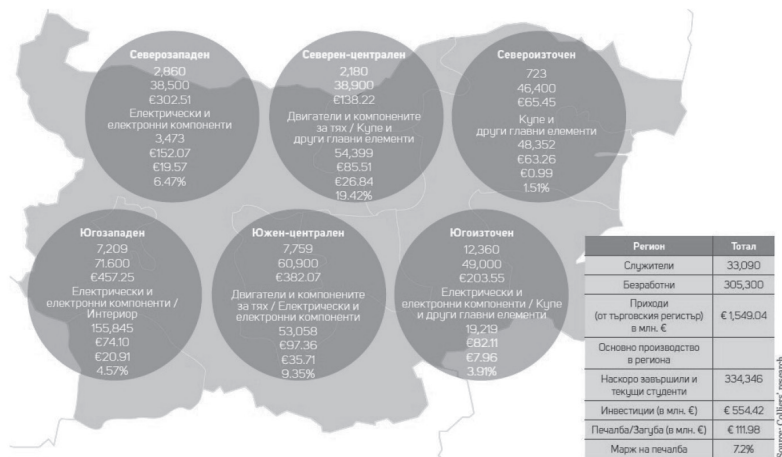 Северозападен
2,860
38,500
€302.51
Електрически и
електронни компоненти
3,473
€152.07
€19.57
6.47%
Северен-централен
2,180
38,900
€138.22
Двигатели и компонените
за тях / Купе и
други главни елементи
54,399
€85.51
€26.84
19.42%
Североизточен
723
46,400
€65.45
Купе и
други главни елементи
48,352
€63.26
€0.99
1.51%
Югозападен
7,209
71.600
€457.25
Електрически и
електронни компоненти /
Интериор
155,845
€74.10
€20.91
4.57%
Южен-централен
7,759
60,900
€382.07
Двигатели и компонените
за тях / Електрически и
електронни компоненти
53,058
€97.36
€35.71
9.35%
Югоизточен
12,360
49,000
€203.55
Електрически и
електронни компоненти / Купе
и други главни елементи
19,219
€82.11
€7.96
3.91%
Регион Тотал
Служители 33,090
Безработни 305,300
Приходи
(от търговския регистър) € 1,549.04
в млн. €
Основно производство
в региона
Наскоро завършили и 334,346
текущи студенти
Инвестиции (в млн. €) € 554.42
Печалба/Загуба (в млн. €) € 111.98
Марж на печалба 7.2%
Source: Colliers' research